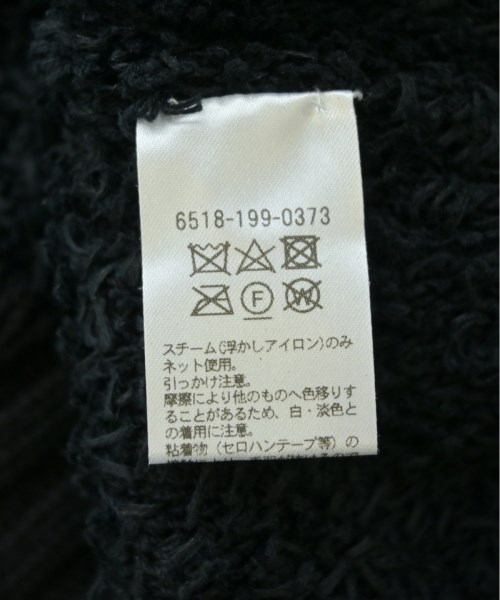 6518-199-0373
F
W
スチーム(浮かしアイロン)のみ
ネット使用。
引っかけ注意。
摩擦により他のものへ色移りす
ることがあるため、白・淡色と
の着用に注意。
粘着物（セロハンテープ等）の